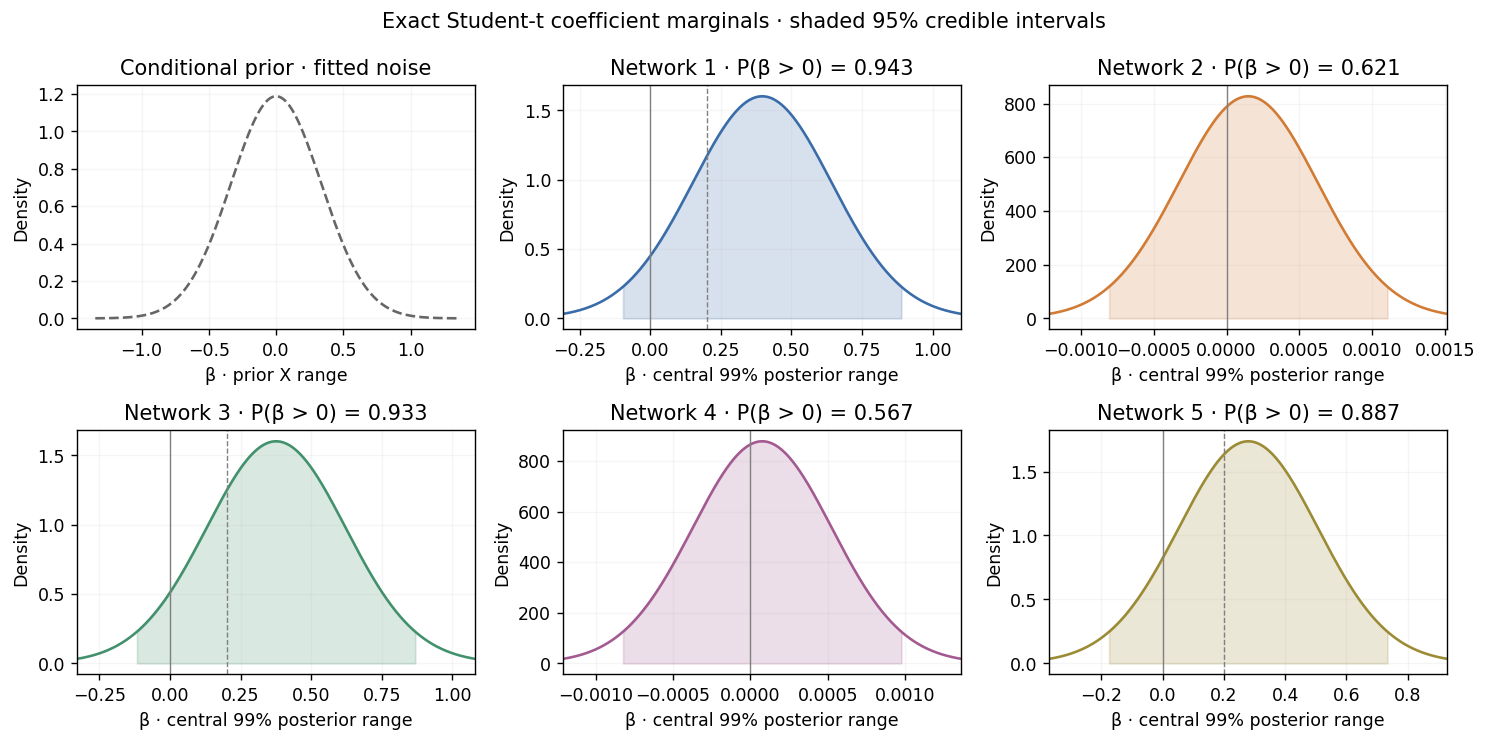 Exact Student-t coefficient marginals · shaded 95% credible intervals
Conditional prior · fitted noise
Density
1.2
1.0
0.8
0.6
0.4
0.2
0.0
−1.0 −0.5 0.0 0.5 1.0
β · prior X range
Network 1 · P(β > 0) = 0.943
Density
1.5
1.0
0.5
0.0
−0.25 0.00 0.25 0.50 0.75 1.00
β · central 99% posterior range
Network 2 · P(β > 0) = 0.621
Density
800
600
400
200
0
−0.0010 −0.0005 0.0000 0.0005 0.0010 0.0015
β · central 99% posterior range
Network 3 · P(β > 0) = 0.933
Density
1.5
1.0
0.5
0.0
−0.25 0.00 0.25 0.50 0.75 1.00
β · central 99% posterior range
Network 4 · P(β > 0) = 0.567
Density
800
600
400
200
0
−0.0010 −0.0005 0.0000 0.0005 0.0010
β · central 99% posterior range
Network 5 · P(β > 0) = 0.887
Density
1.5
1.0
0.5
0.0
−0.2 0.0 0.2 0.4 0.6 0.8
β · central 99% posterior range